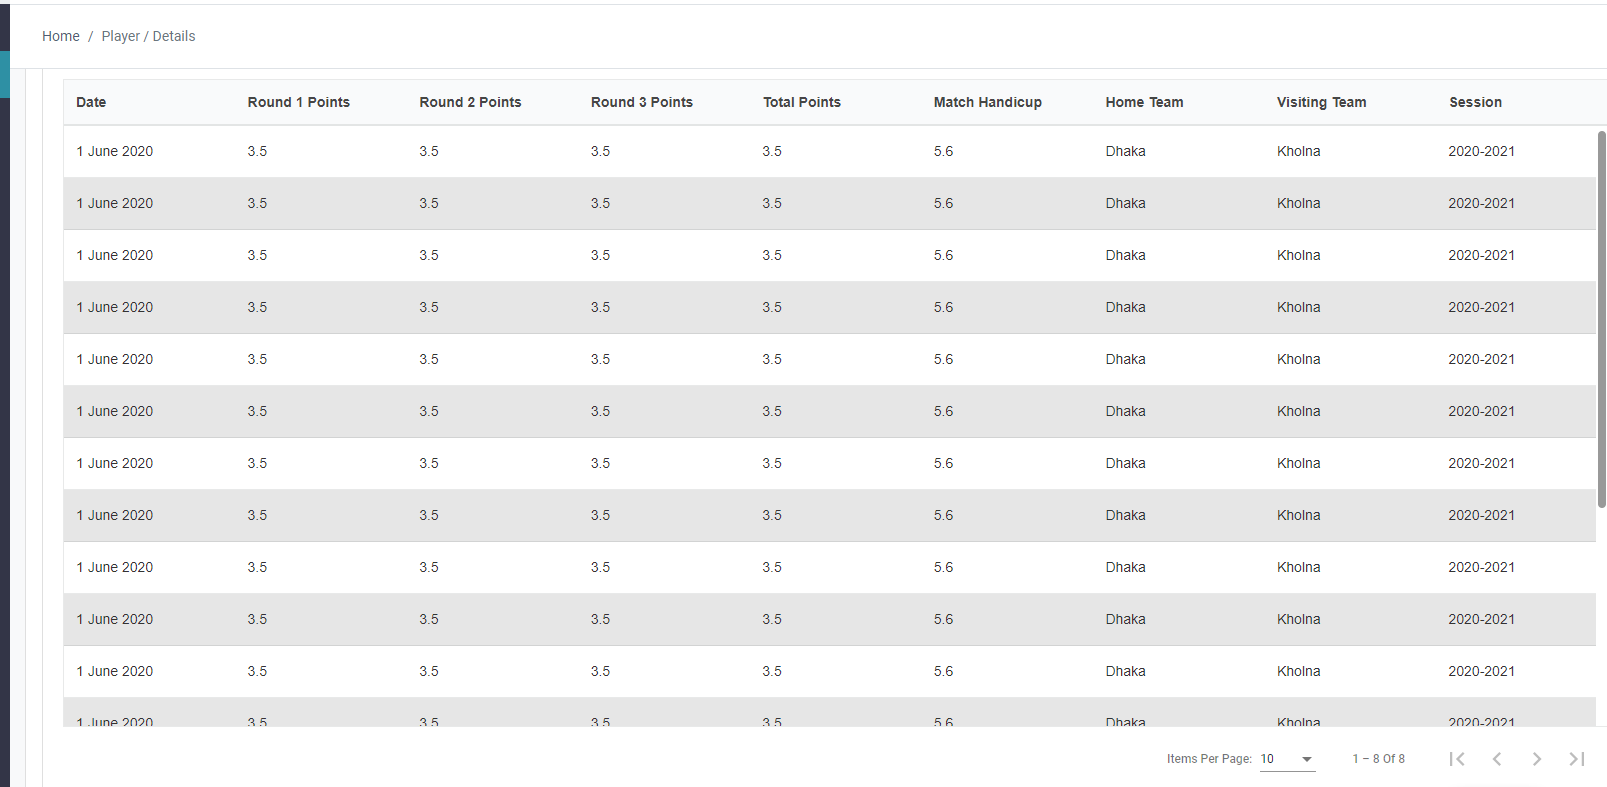 Home / Player / Details
Date Round 1 Points Round 2 Points Round 3 Points Total Points Match Handicup Home Team Visiting Team Session
1 June 2020 3.5 3.5 3.5 3.5 5.6 Dhaka Kholna 2020-2021
1 June 2020 3.5 3.5 3.5 3.5 5.6 Dhaka Kholna 2020-2021
1 June 2020 3.5 3.5 3.5 3.5 5.6 Dhaka Kholna 2020-2021
1 June 2020 3.5 3.5 3.5 3.5 5.6 Dhaka Kholna 2020-2021
1 June 2020 3.5 3.5 3.5 3.5 5.6 Dhaka Kholna 2020-2021
1 June 2020 3.5 3.5 3.5 3.5 5.6 Dhaka Kholna 2020-2021
1 June 2020 3.5 3.5 3.5 3.5 5.6 Dhaka Kholna 2020-2021
1 June 2020 3.5 3.5 3.5 3.5 5.6 Dhaka Kholna 2020-2021
1 June 2020 3.5 3.5 3.5 3.5 5.6 Dhaka Kholna 2020-2021
1 June 2020 3.5 3.5 3.5 3.5 5.6 Dhaka Kholna 2020-2021
1 June 2020 3.5 3.5 3.5 3.5 5.6 Dhaka Kholna 2020-2021
1 June 2020 3.5 3.5 3.5 3.5 5.6 Dhaka Kholna 2020-2021
Items Per Page: 10 1 – 8 Of 8